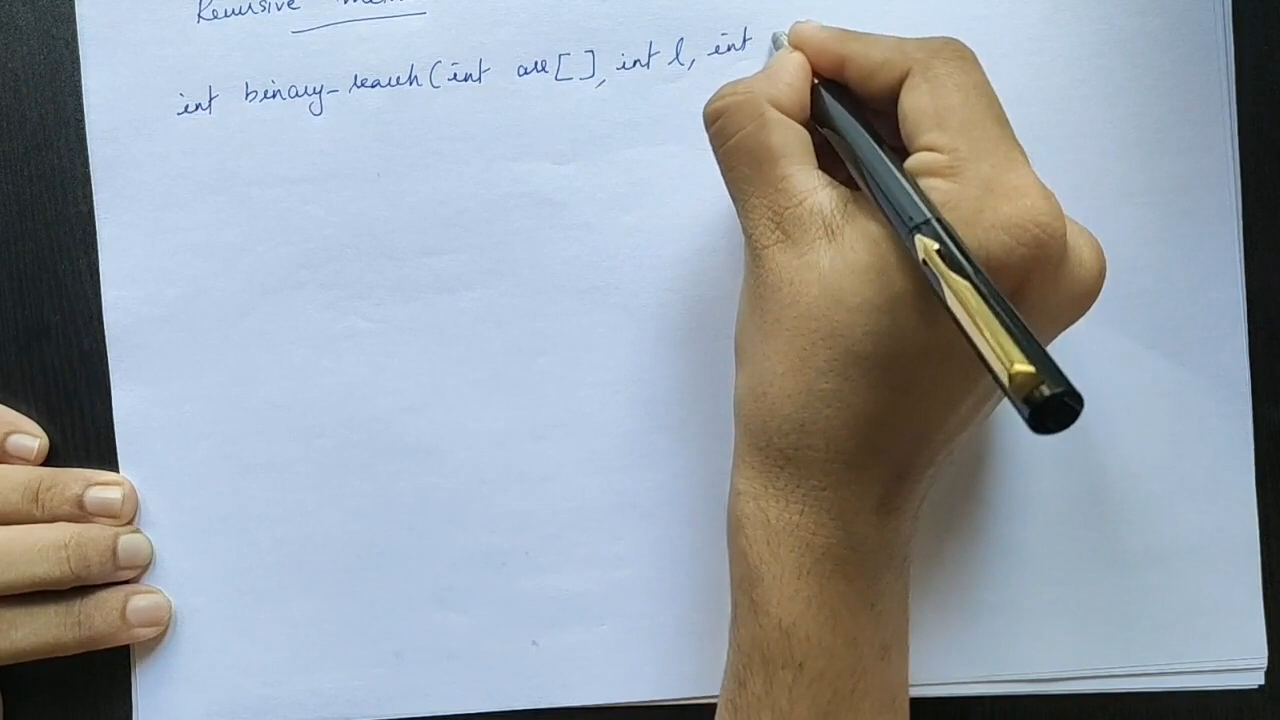 Recursive
int binary-search(int arr[], int l, int